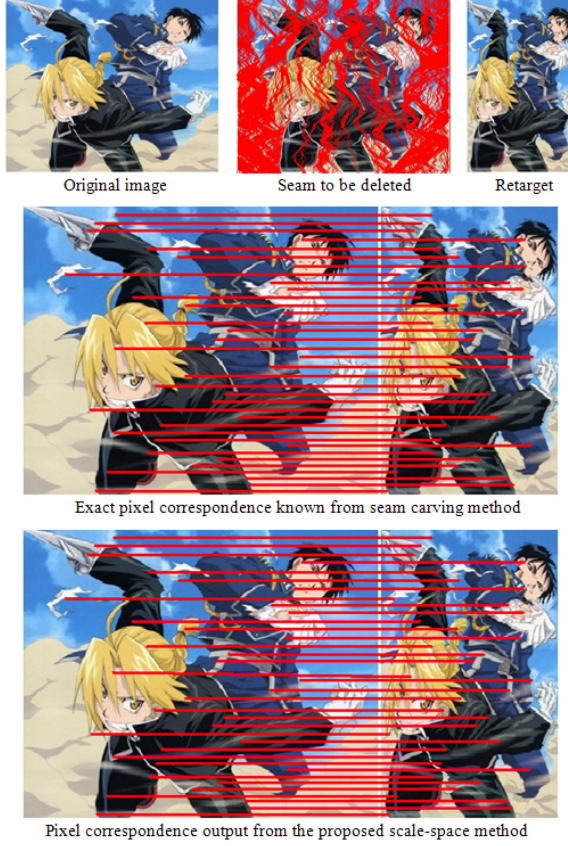 Original image
Seam to be deleted
Retarget
Exact pixel correspondence known from seam carving method
Pixel correspondence output from the proposed scale-space method